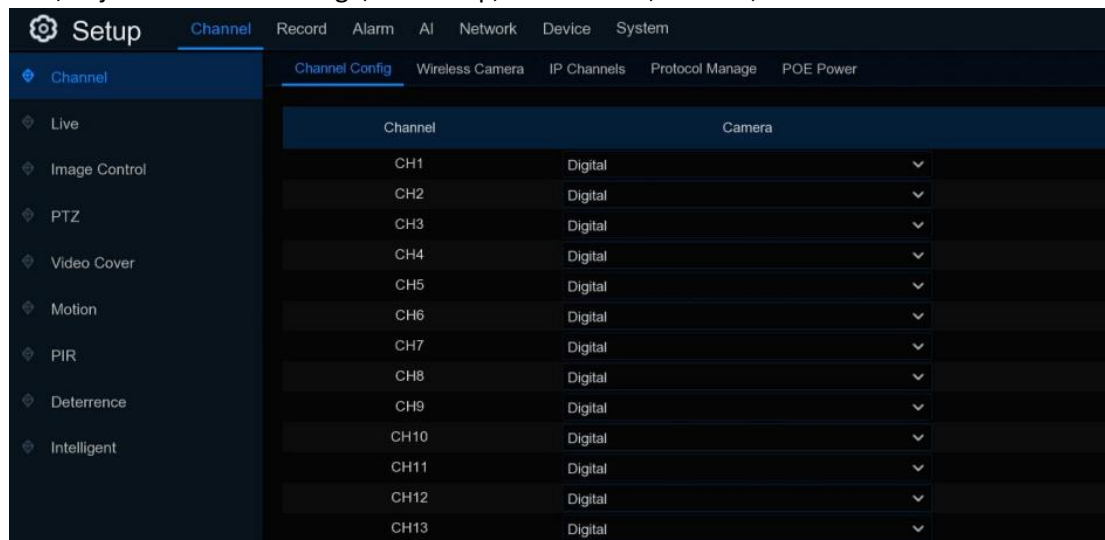 Setup Channel Record Alarm AI Network Device System
Channel Config Wireless Camera IP Channels Protocol Manage POE Power
Channel
Live
Image Control
PTZ
Video Cover
Motion
PIR
Deterrence
Intelligent
Channel Camera
CH1 Digital
CH2 Digital
CH3 Digital
CH4 Digital
CH5 Digital
CH6 Digital
CH7 Digital
CH8 Digital
CH9 Digital
CH10 Digital
CH11 Digital
CH12 Digital
CH13 Digital